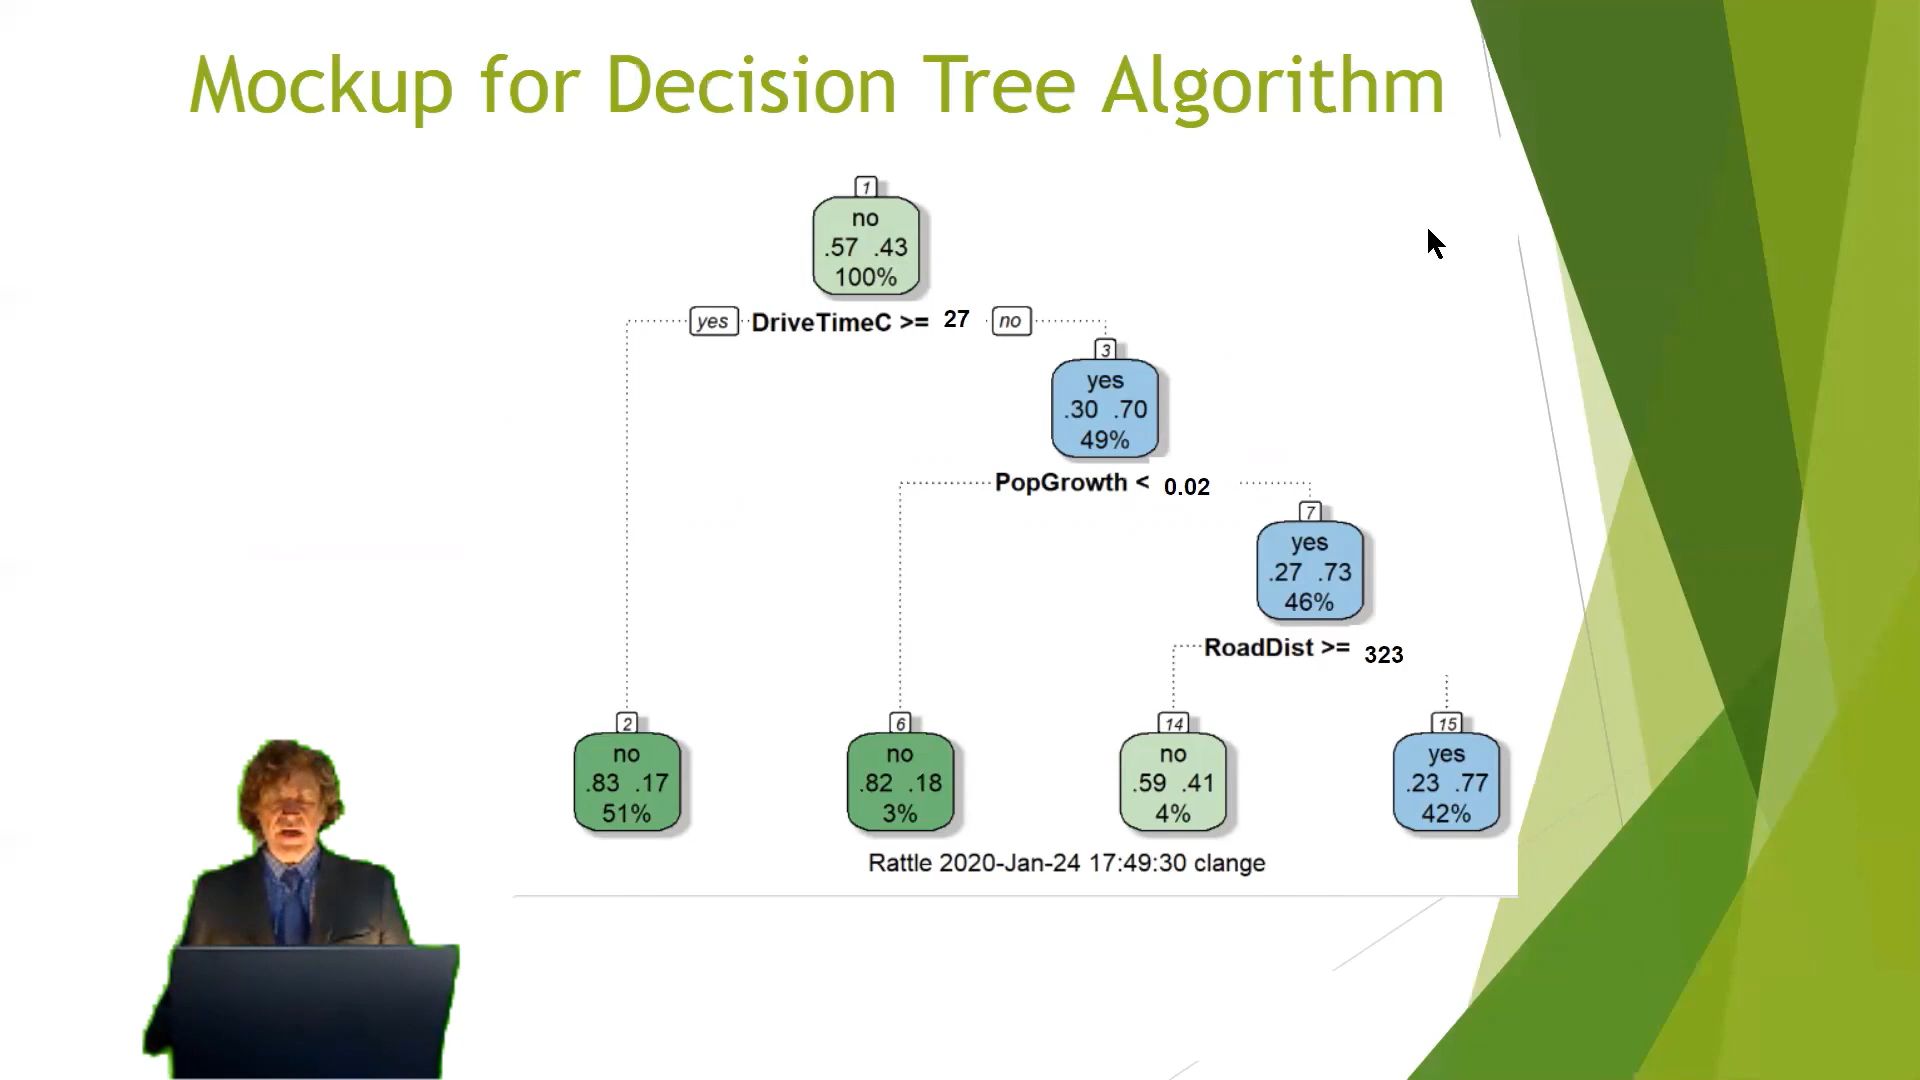 Mockup for Decision Tree Algorithm
1
no
.57 .43
100%
yes DriveTimeC >= 27 no
3
yes
.30 .70
49%
PopGrowth < 0.02
7
yes
.27 .73
46%
RoadDist >= 323
2
no
.83 .17
51%
6
no
.82 .18
3%
14
no
.59 .41
4%
15
yes
.23 .77
42%
Rattle 2020-Jan-24 17:49:30 clange